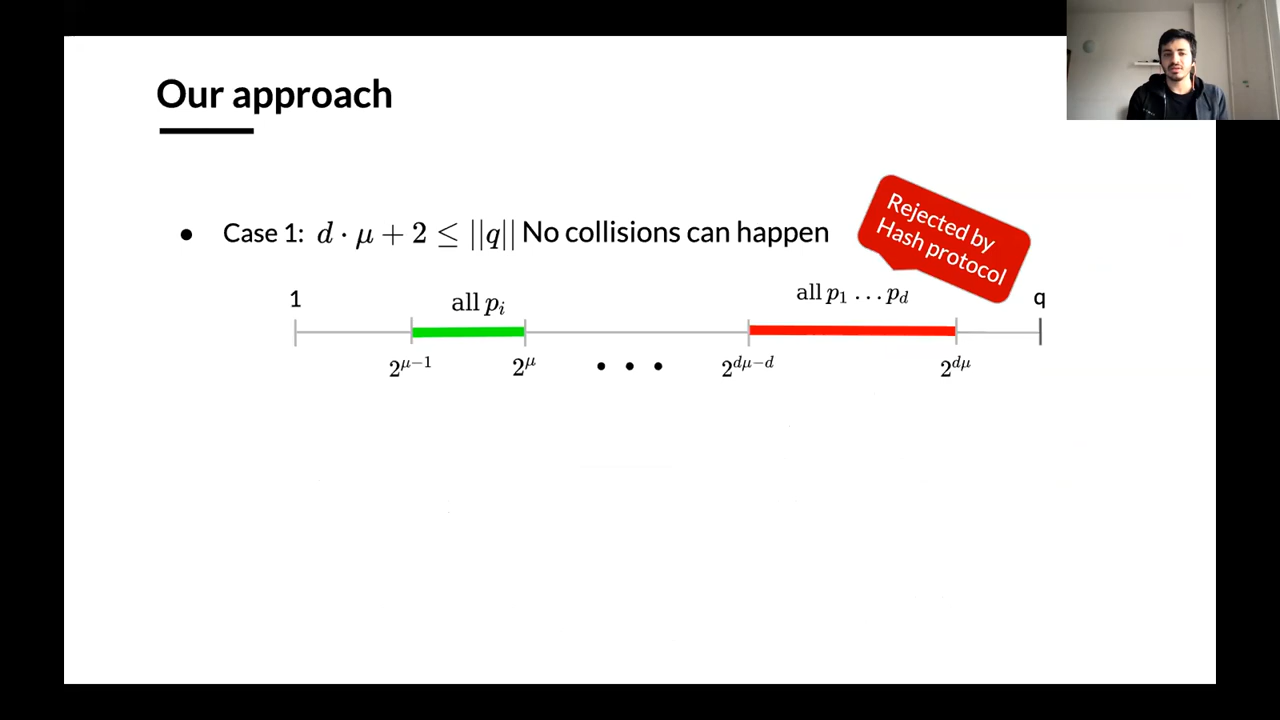 Our approach
● Case 1: d · μ + 2 ≤ ||q|| No collisions can happen
Rejected by
Hash protocol
1
all p_i
all p_1 … p_d
q
2^{μ−1}
2^μ
• • •
2^{dμ−d}
2^{dμ}